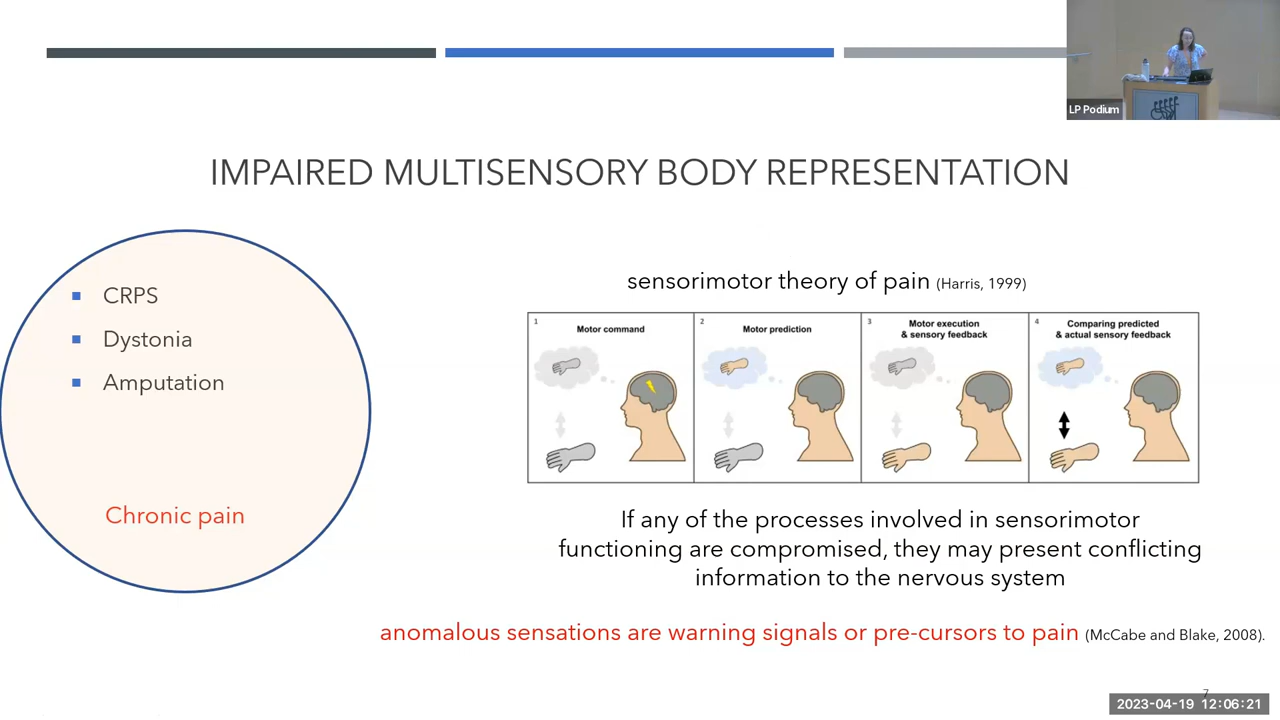 LP Podium
IMPAIRED MULTISENSORY BODY REPRESENTATION
CRPS
Dystonia
Amputation
Chronic pain
sensorimotor theory of pain (Harris, 1999)
1
Motor command
2
Motor prediction
3
Motor execution
& sensory feedback
4
Comparing predicted
& actual sensory feedback
If any of the processes involved in sensorimotor
functioning are compromised, they may present conflicting
information to the nervous system
anomalous sensations are warning signals or pre-cursors to pain (McCabe and Blake, 2008).
7
2023-04-19 12:06:21